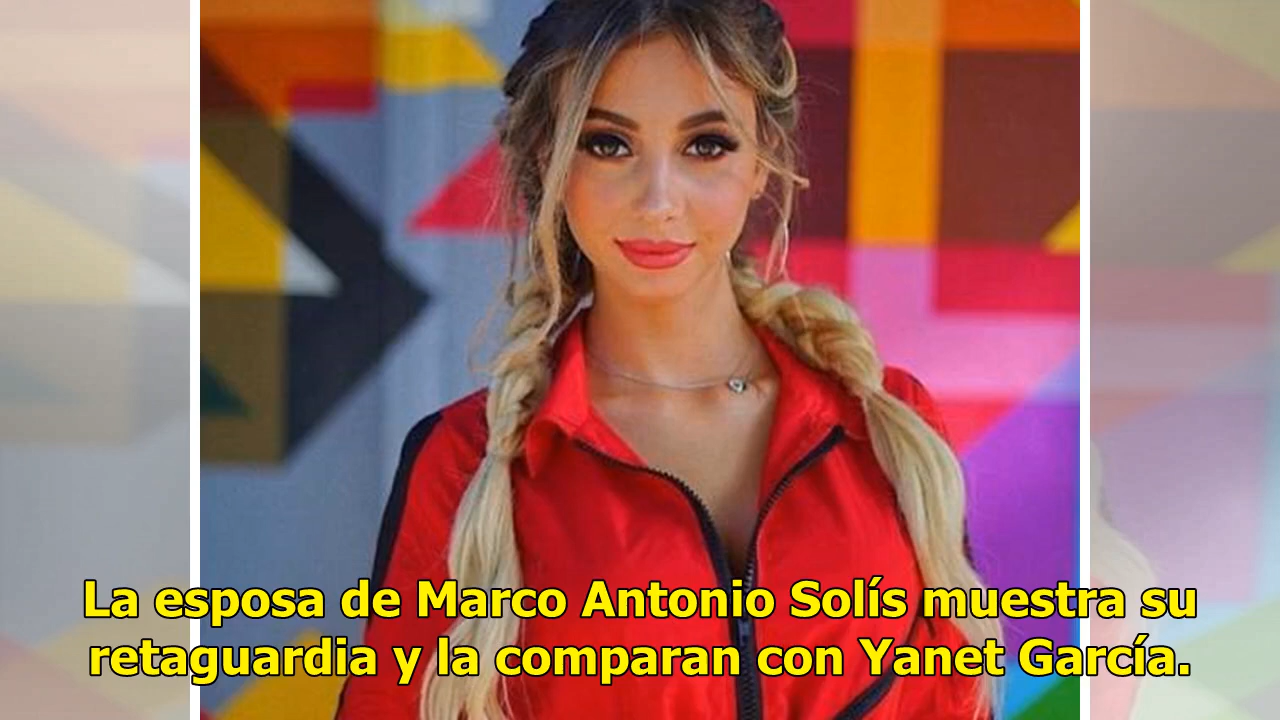 La esposa de Marco Antonio Solís muestra su
retaguardia y la comparan con Yanet García.